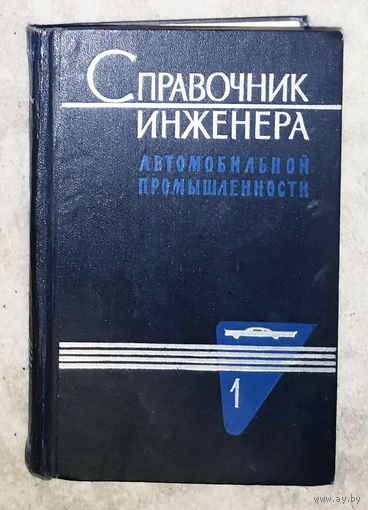 СПРАВОЧНИК
ИНЖЕНЕРА
АВТОМОБИЛЬНОЙ
ПРОМЫШЛЕННОСТИ
1
www.ay.by